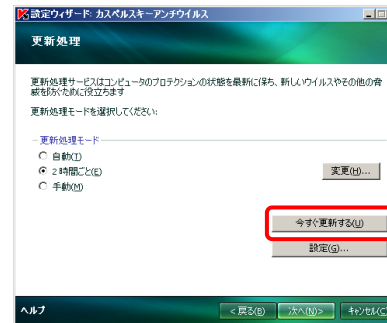 設定ウィザード: カスペルスキーアンチウイルス
更新処理
更新処理サービスはコンピュータのプロテクションの状態を最新に保ち、新しいウイルスやその他の脅
威を防ぐために役立ちます
更新処理モードを選択してください:
更新処理モード
自動(T)
2 時間ごと(E)
変更(H)...
手動(M)
今すぐ更新する(U)
設定(G)...
ヘルプ
< 戻る(B)
次へ(N)>
キャンセル(C